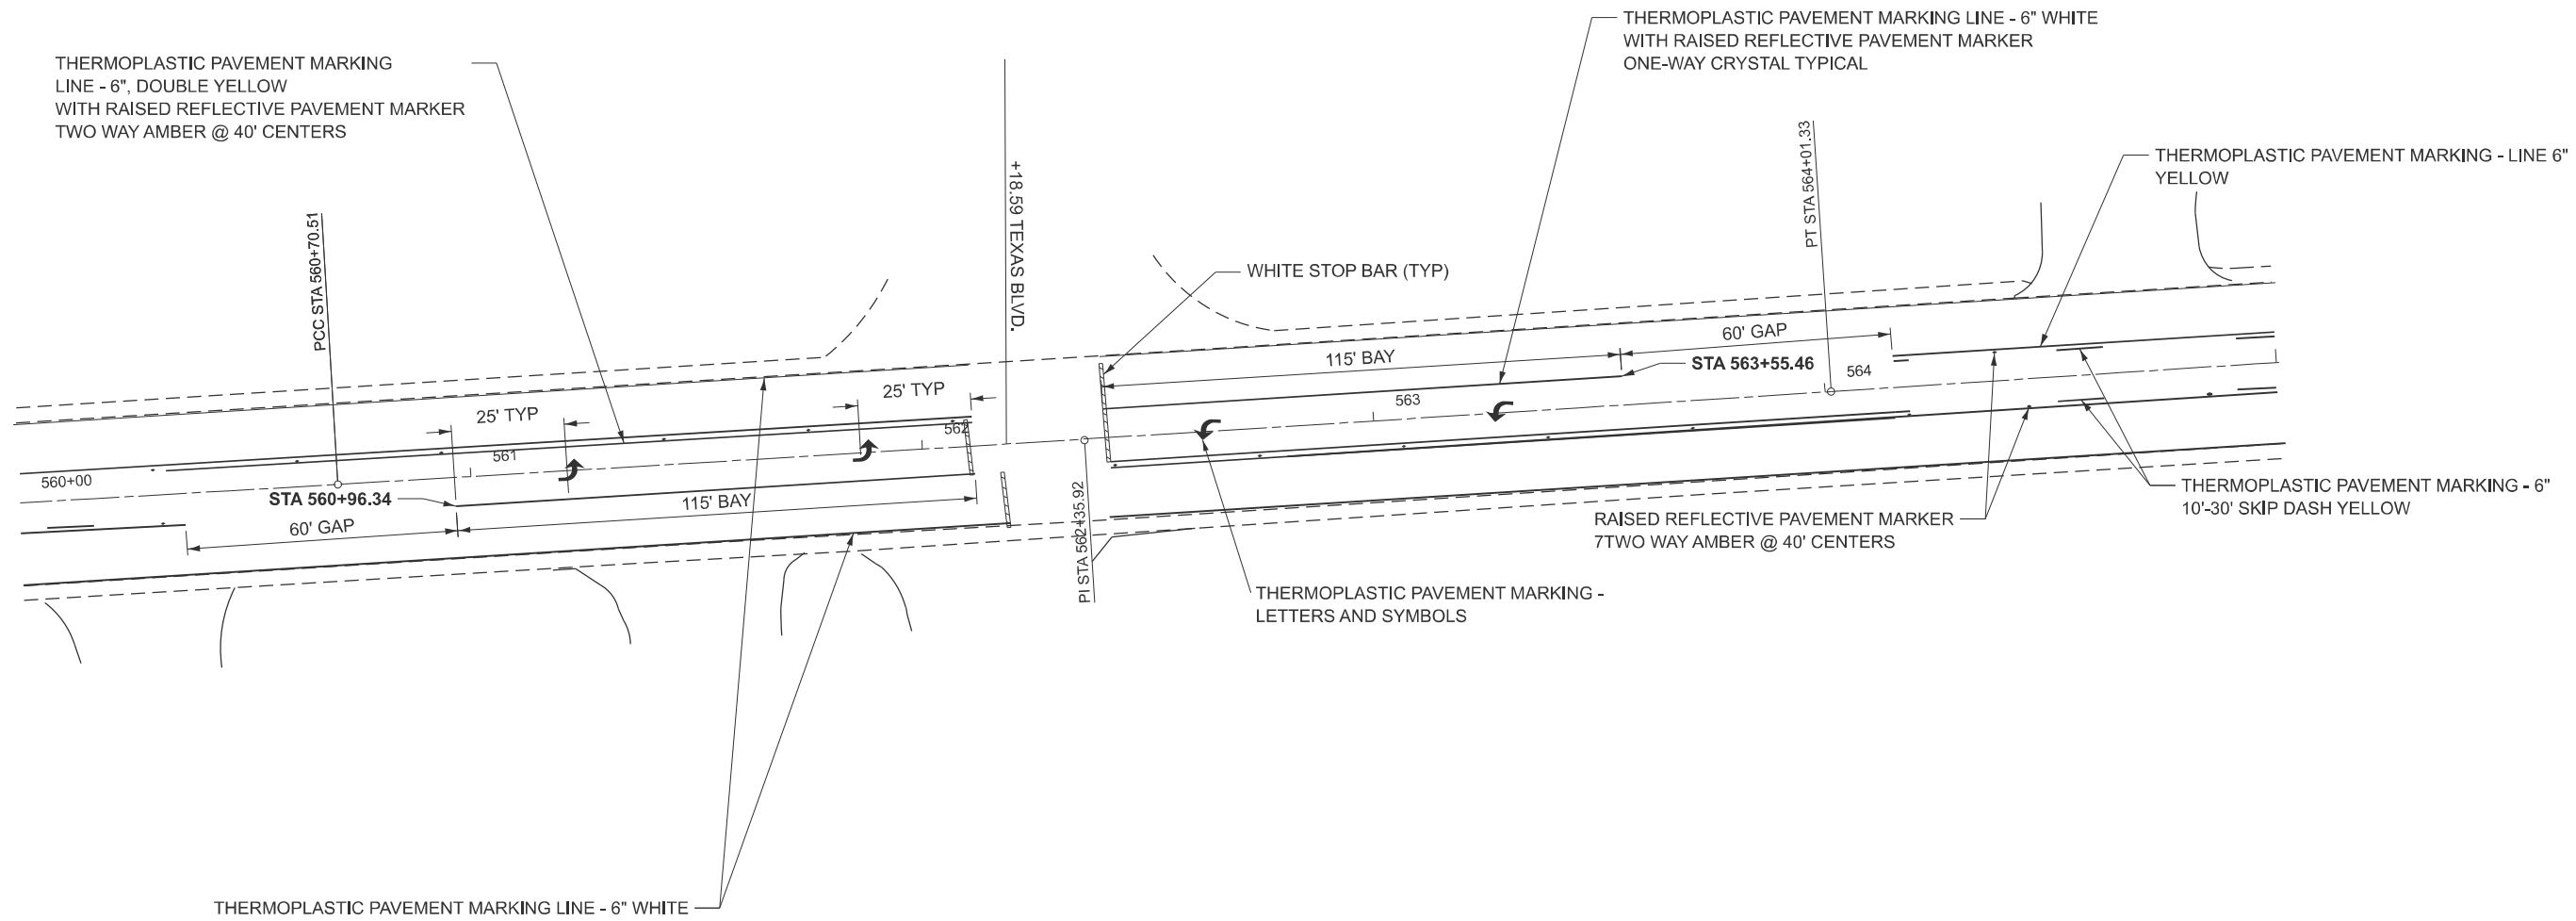 THERMOPLASTIC PAVEMENT MARKING LINE - 6" WHITE
WITH RAISED REFLECTIVE PAVEMENT MARKER
ONE-WAY CRYSTAL TYPICAL
THERMOPLASTIC PAVEMENT MARKING
LINE - 6", DOUBLE YELLOW
WITH RAISED REFLECTIVE PAVEMENT MARKER
TWO WAY AMBER @ 40' CENTERS
THERMOPLASTIC PAVEMENT MARKING - LINE 6"
YELLOW
PCC STA 560+70.51
+18.59 TEXAS BLVD.
PT STA 564+01.33
WHITE STOP BAR (TYP)
60' GAP
115' BAY
STA 563+55.46
564
563
25' TYP
25' TYP
562
561
560+00
STA 560+96.34
115' BAY
60' GAP
PI STA 562+35.92
THERMOPLASTIC PAVEMENT MARKING - 6"
10'-30' SKIP DASH YELLOW
RAISED REFLECTIVE PAVEMENT MARKER
7TWO WAY AMBER @ 40' CENTERS
THERMOPLASTIC PAVEMENT MARKING -
LETTERS AND SYMBOLS
THERMOPLASTIC PAVEMENT MARKING LINE - 6" WHITE